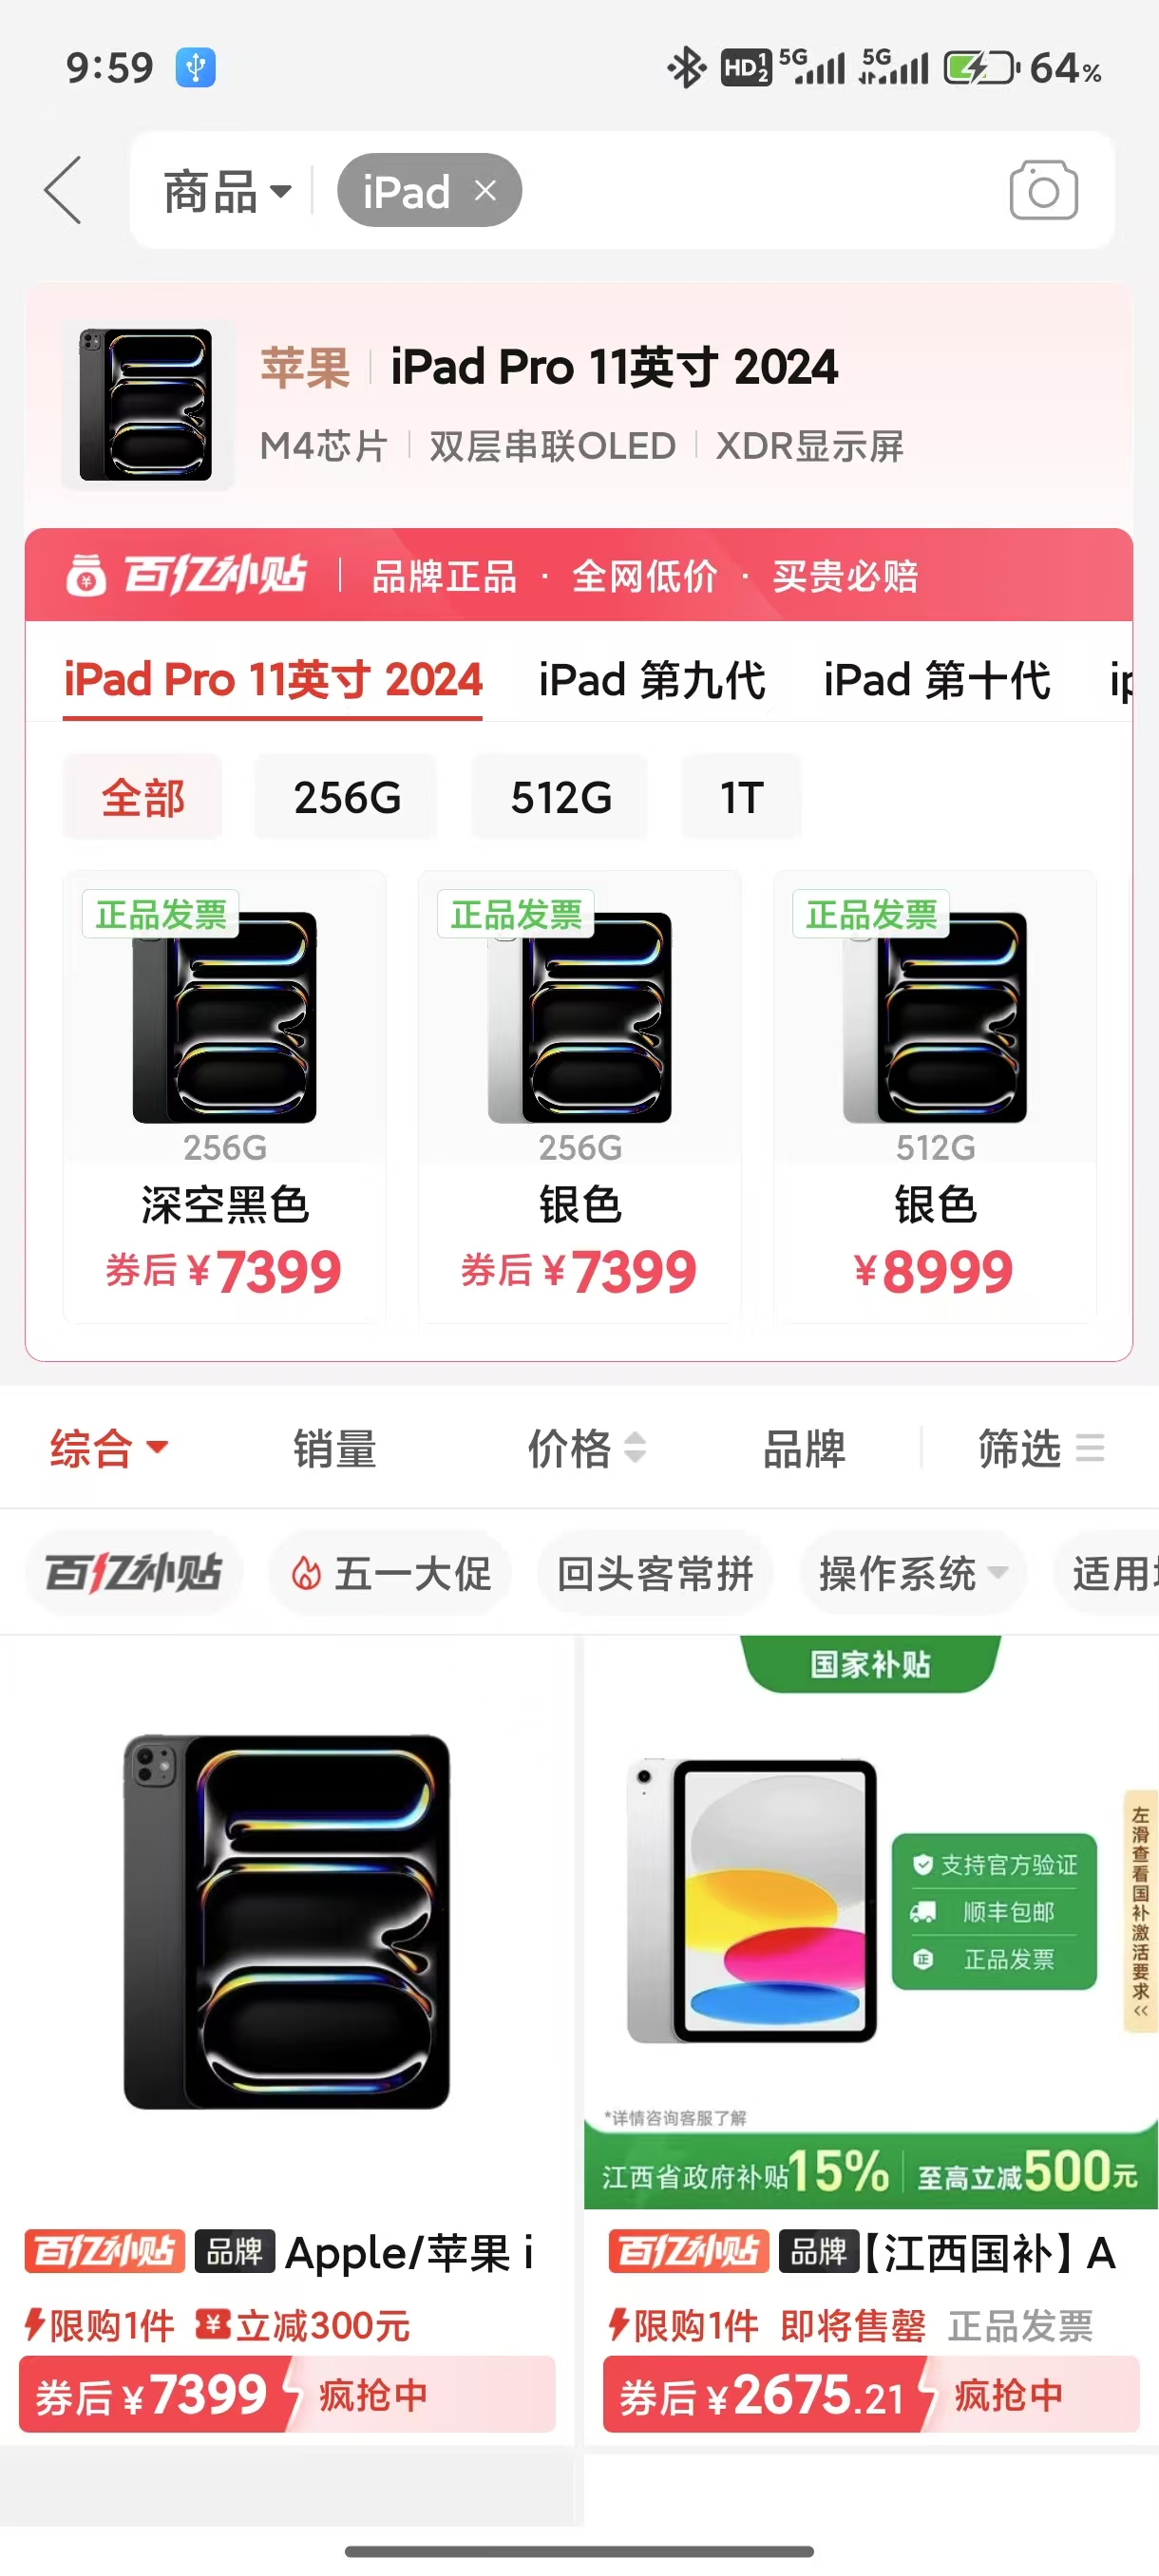 9:59 HD 1 2 5G 5G 64%
商品 iPad ×
苹果 iPad Pro 11英寸 2024
M4芯片 双层串联OLED XDR显示屏
百亿补贴 品牌正品 · 全网低价 · 买贵必赔
iPad Pro 11英寸 2024 iPad 第九代 iPad 第十代 ip
全部 256G 512G 1T
正品发票 正品发票 正品发票
256G 256G 512G
深空黑色 银色 银色
券后¥7399 券后¥7399 ¥8999
综合 销量 价格 品牌 筛选
百亿补贴 五一大促 回头客常拼 操作系统 适用
国家补贴
支持官方验证
顺丰包邮
正 正品发票
左滑查看国补激活要求<<
*详情咨询客服了解
江西省政府补贴15% 至高立减500元
百亿补贴 品牌 Apple/苹果 i
限购1件 ¥立减300元
券后¥7399 疯抢中
百亿补贴 品牌【江西国补】A
限购1件 即将售罄 正品发票
券后¥2675.21 疯抢中